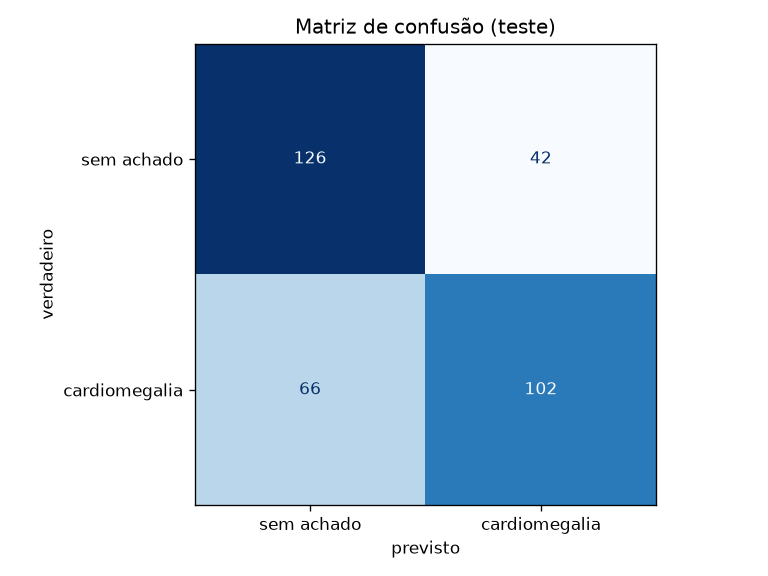 Matriz de confusão (teste)
sem achado
126
42
verdadeiro
cardiomegalia
66
102
sem achado
cardiomegalia
previsto